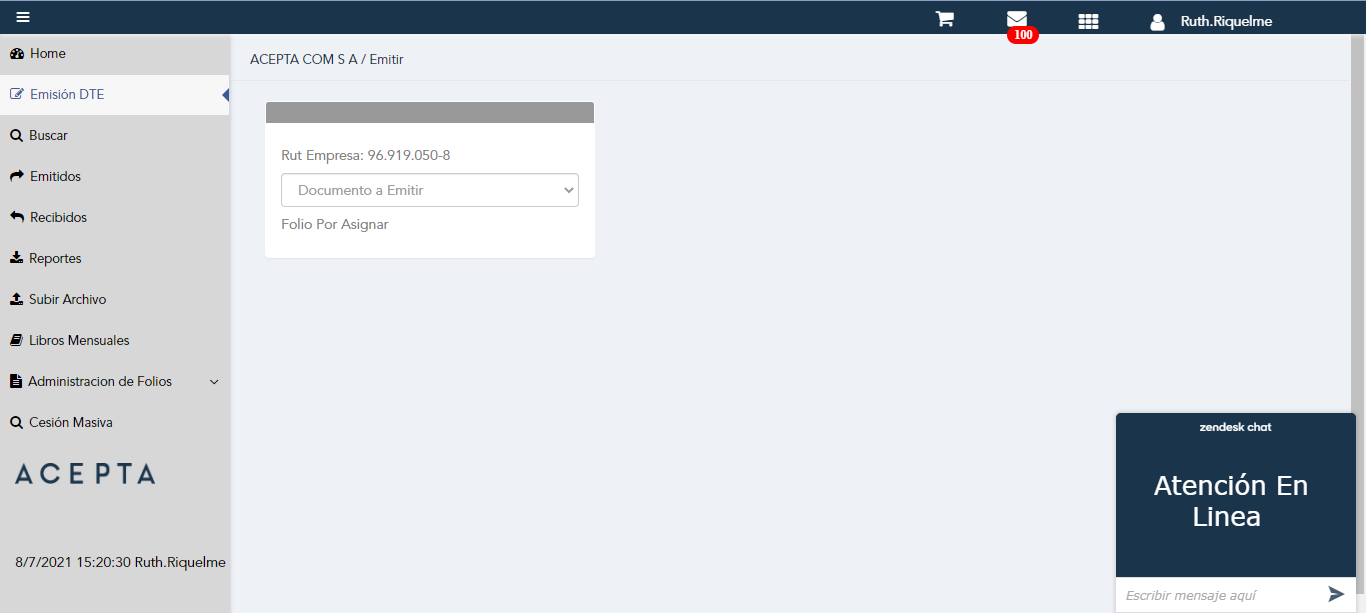 100
Ruth.Riquelme
Home
Emisión DTE
Buscar
Emitidos
Recibidos
Reportes
Subir Archivo
Libros Mensuales
Administracion de Folios
Cesión Masiva
ACEPTA
8/7/2021 15:20:30 Ruth.Riquelme
ACEPTA COM S A / Emitir
Rut Empresa: 96.919.050-8
Documento a Emitir
Folio Por Asignar
zendesk chat
Atención En
Linea
Escribir mensaje aquí